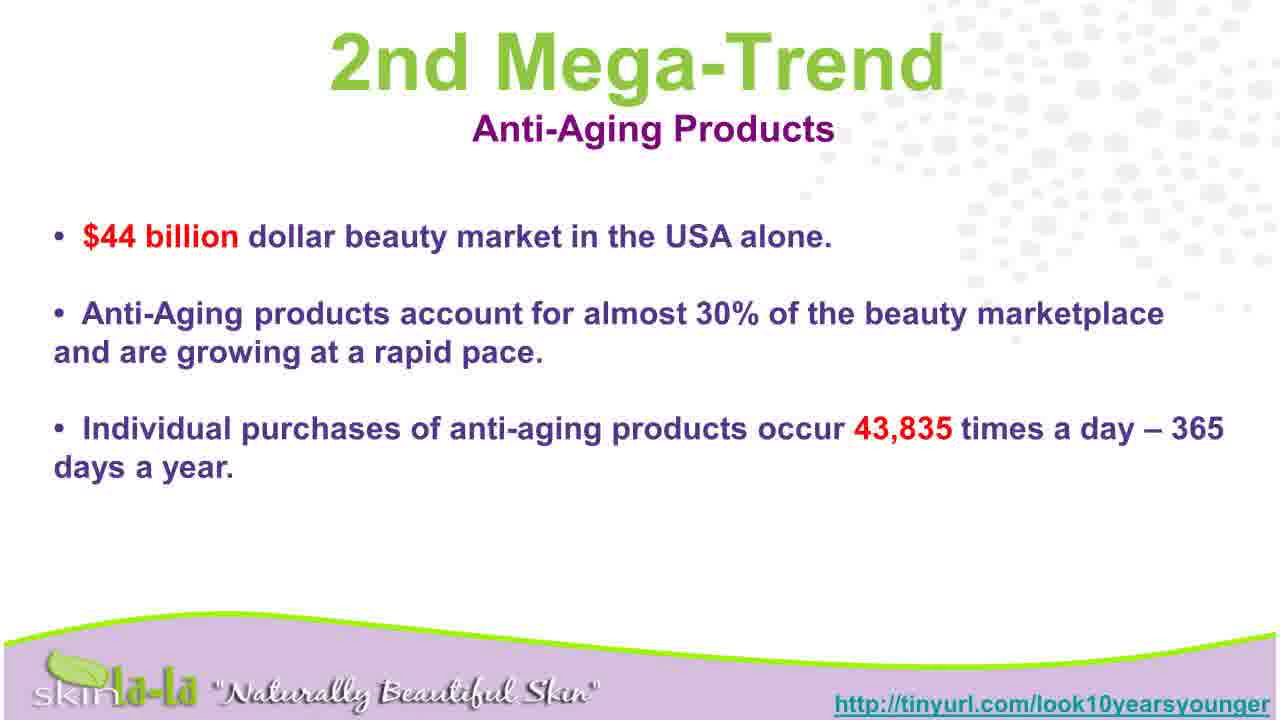 2nd Mega-Trend
Anti-Aging Products
• $44 billion dollar beauty market in the USA alone.
• Anti-Aging products account for almost 30% of the beauty marketplace
and are growing at a rapid pace.
• Individual purchases of anti-aging products occur 43,835 times a day – 365
days a year.
skin la-la "Naturally Beautiful Skin"
http://tinyurl.com/look10yearsyounger